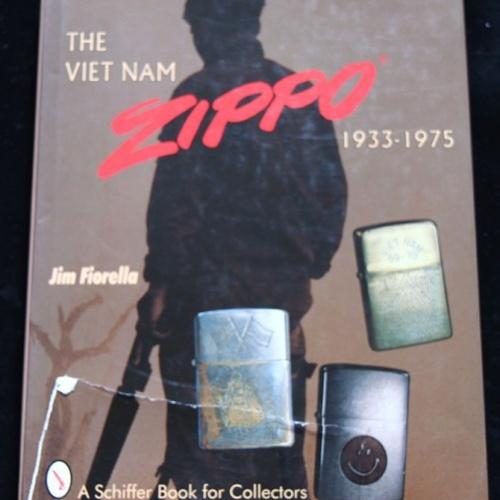 THE
VIET NAM
ZIPPO
1933-1975
Jim Fiorella
A Schiffer Book for Collectors